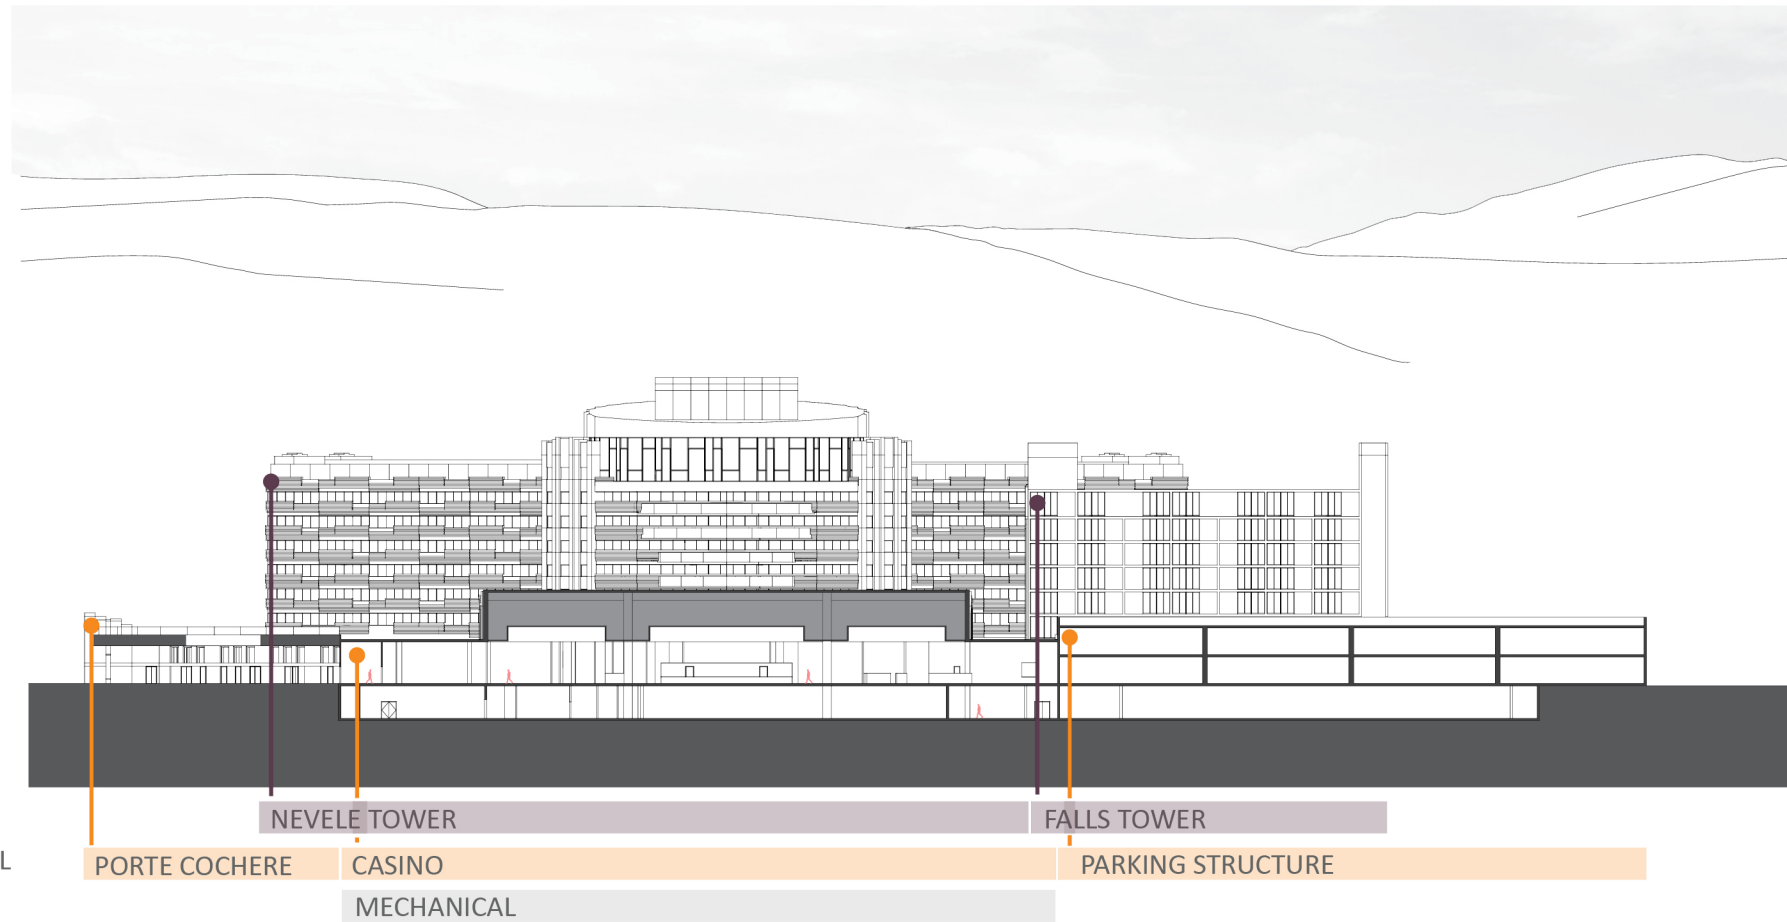 NEVELE TOWER
FALLS TOWER
L
PORTE COCHERE
CASINO
PARKING STRUCTURE
MECHANICAL